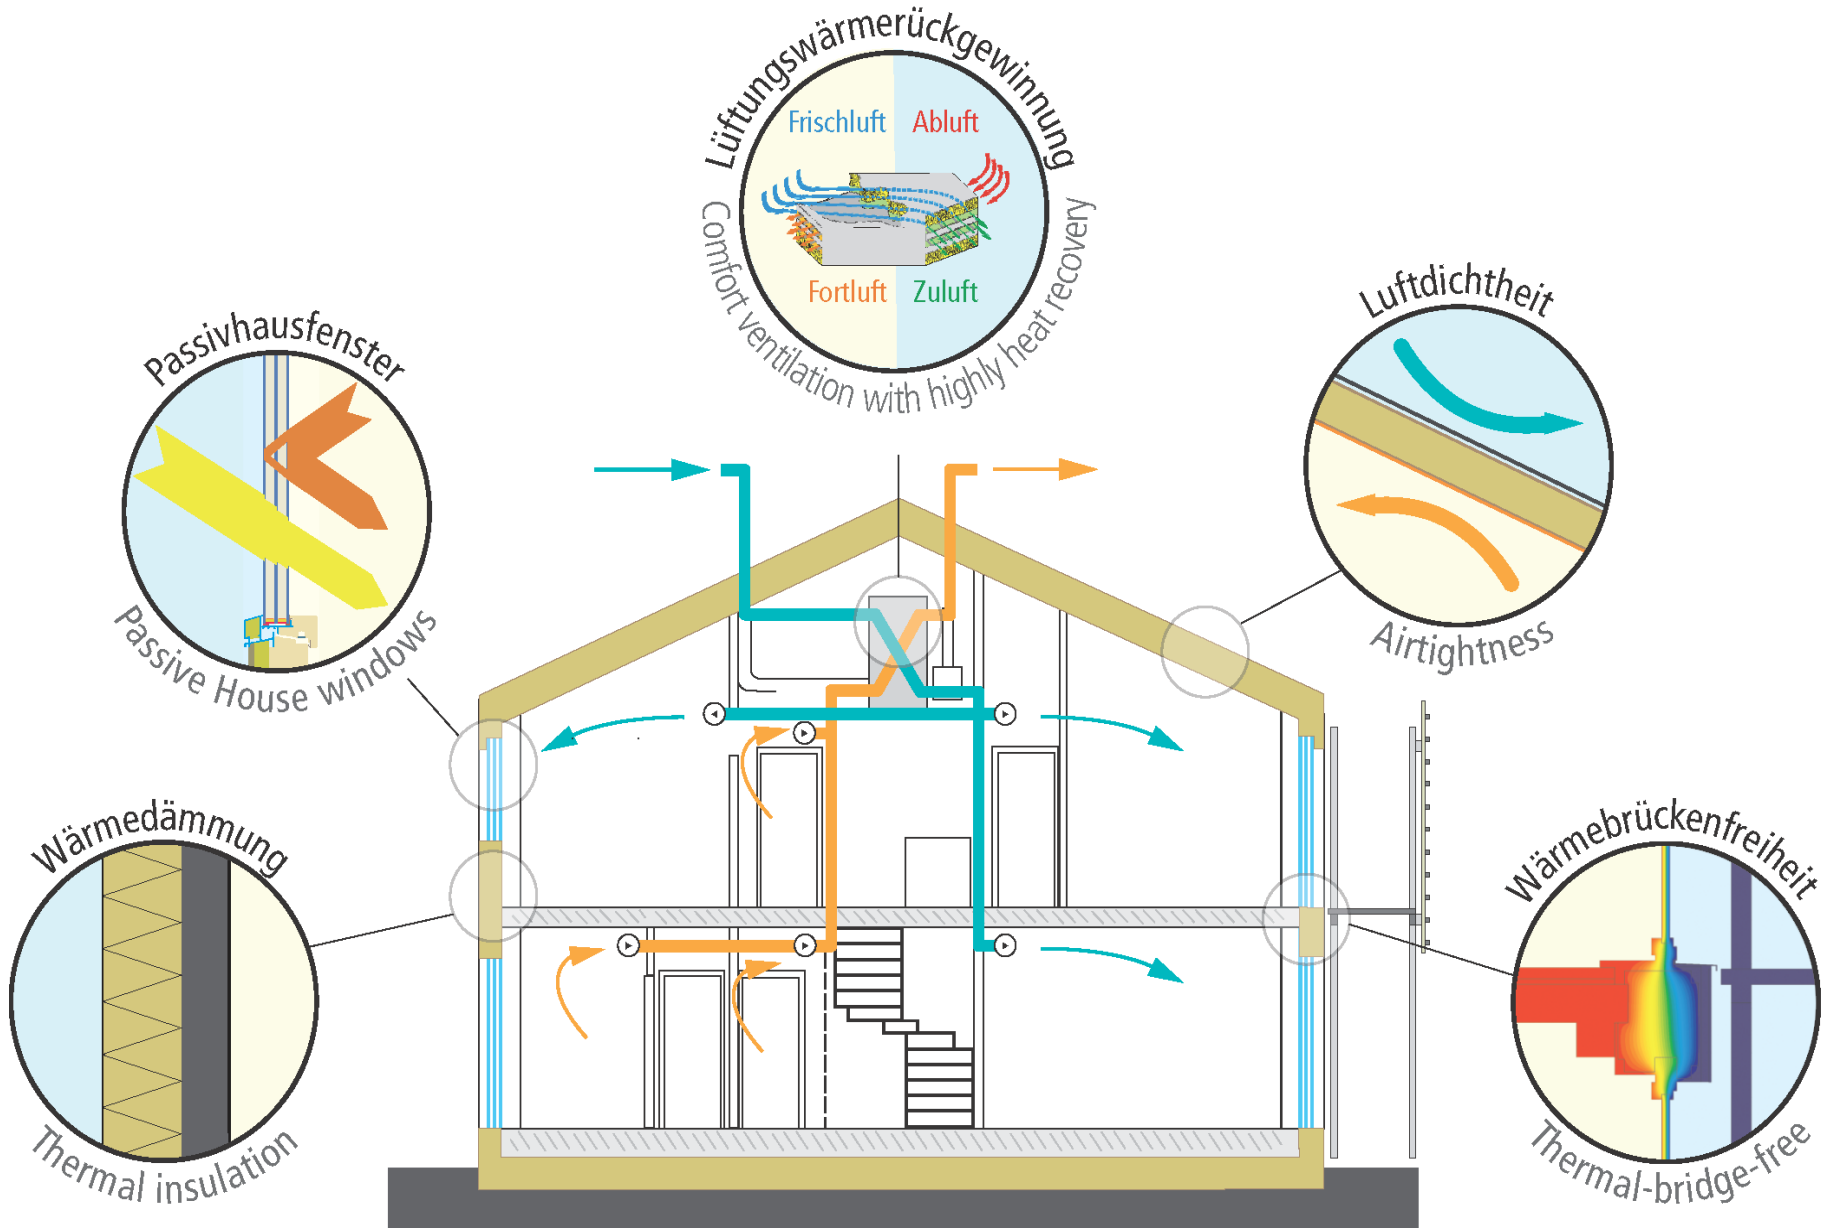 Lüftungswärmerückgewinnung
Frischluft
Abluft
Fortluft
Zuluft
Comfort ventilation with highly heat recovery
Passivhausfenster
Passive House windows
Luftdichtheit
Airtightness
Wärmedämmung
Thermal insulation
Wärmebrückenfreiheit
Thermal-bridge-free